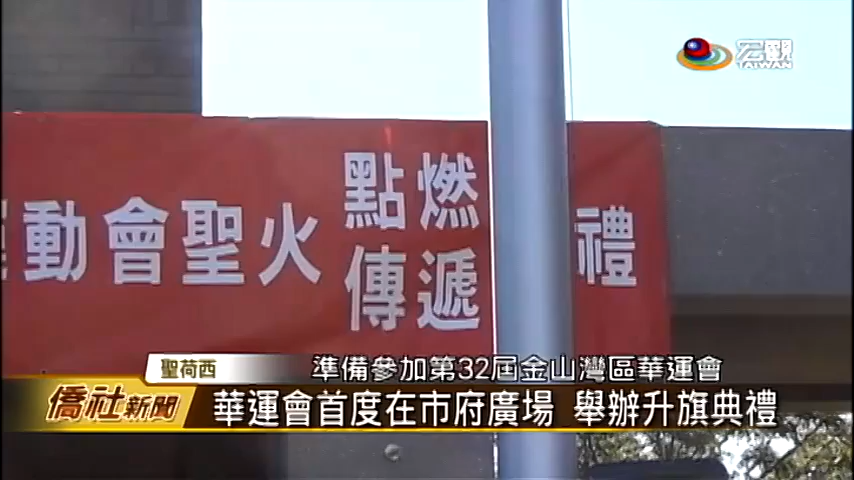 宏觀
TAIWAN
運動會聖火
點燃
傳遞
禮
聖荷西
準備參加第32屆金山灣區華運會
僑社新聞
華運會首度在市府廣場 舉辦升旗典禮